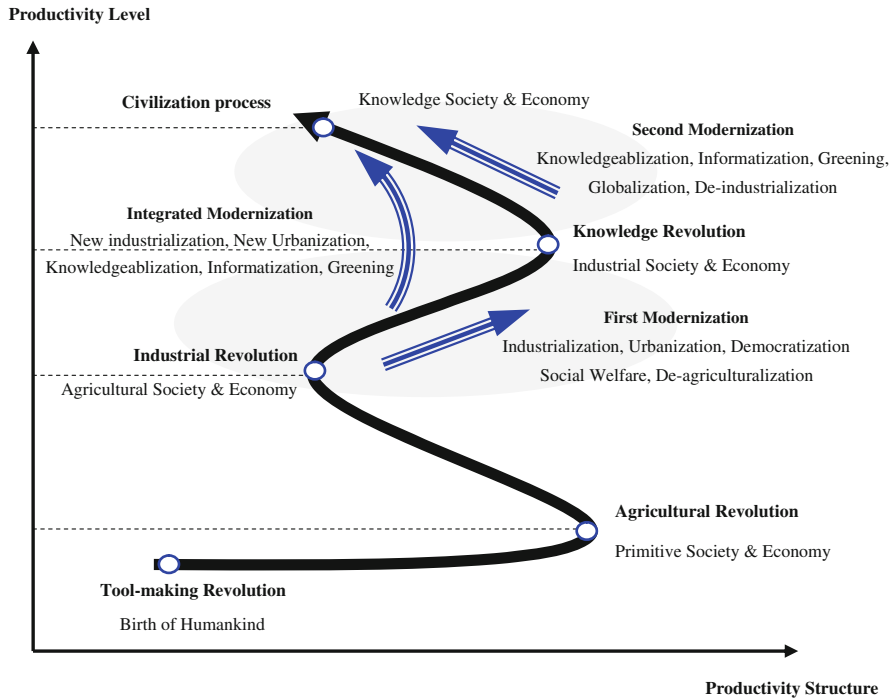 Productivity Level
Civilization process
Knowledge Society & Economy
Second Modernization
Knowledgeablization, Informatization, Greening,
Globalization, De-industrialization
Integrated Modernization
New industrialization, New Urbanization,
Knowledgeablization, Informatization, Greening
Knowledge Revolution
Industrial Society & Economy
First Modernization
Industrialization, Urbanization, Democratization
Social Welfare, De-agriculturalization
Industrial Revolution
Agricultural Society & Economy
Agricultural Revolution
Primitive Society & Economy
Tool-making Revolution
Birth of Humankind
Productivity Structure